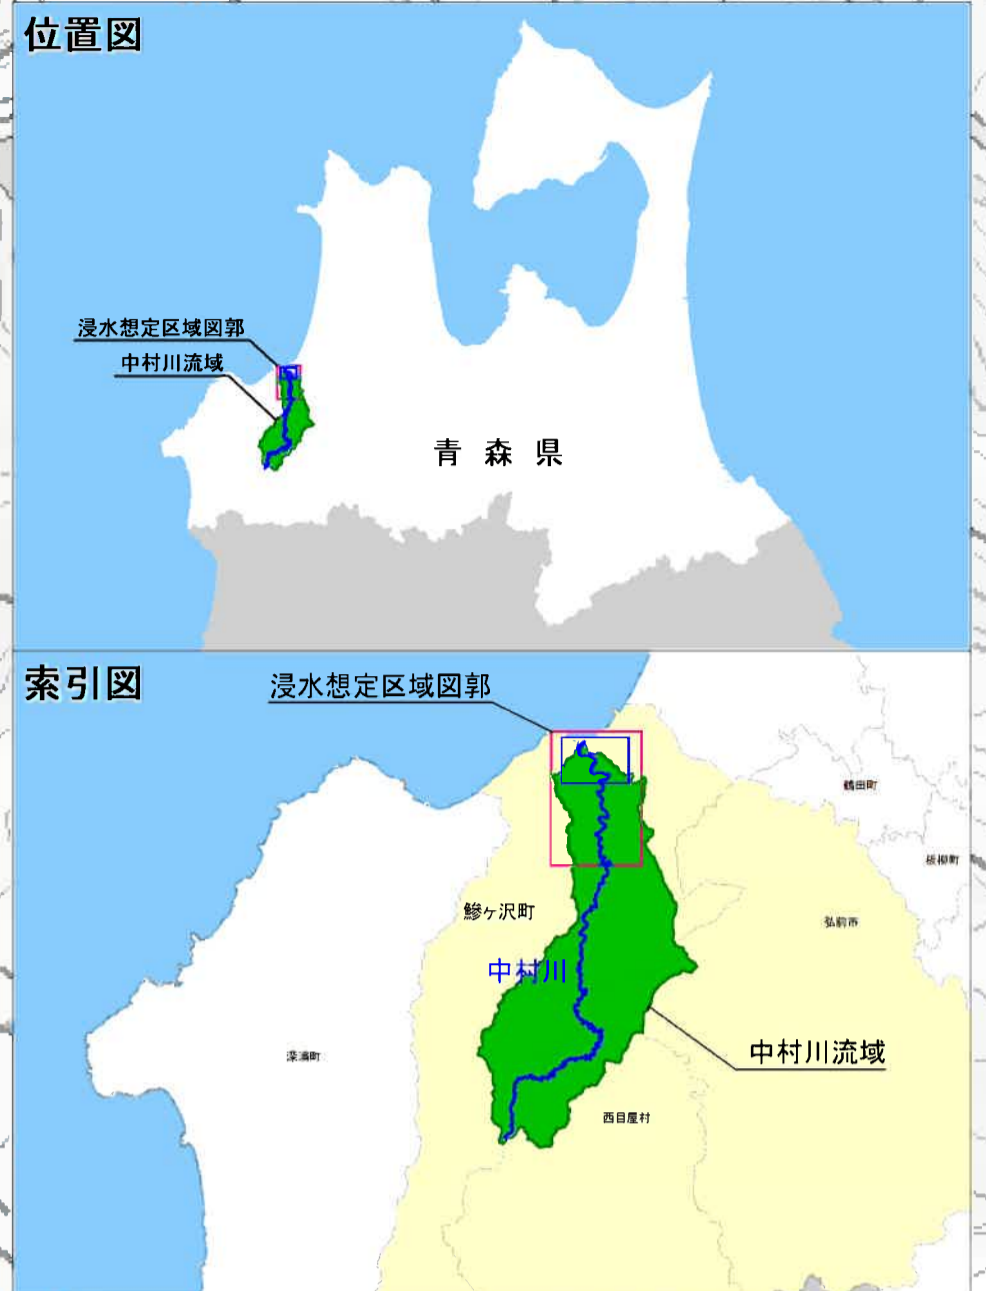 位置図
浸水想定区域図郭
中村川流域
青森県
索引図
浸水想定区域図郭
鶴田町
板柳町
鰺ヶ沢町
弘前市
中村川
深浦町
中村川流域
西目屋村